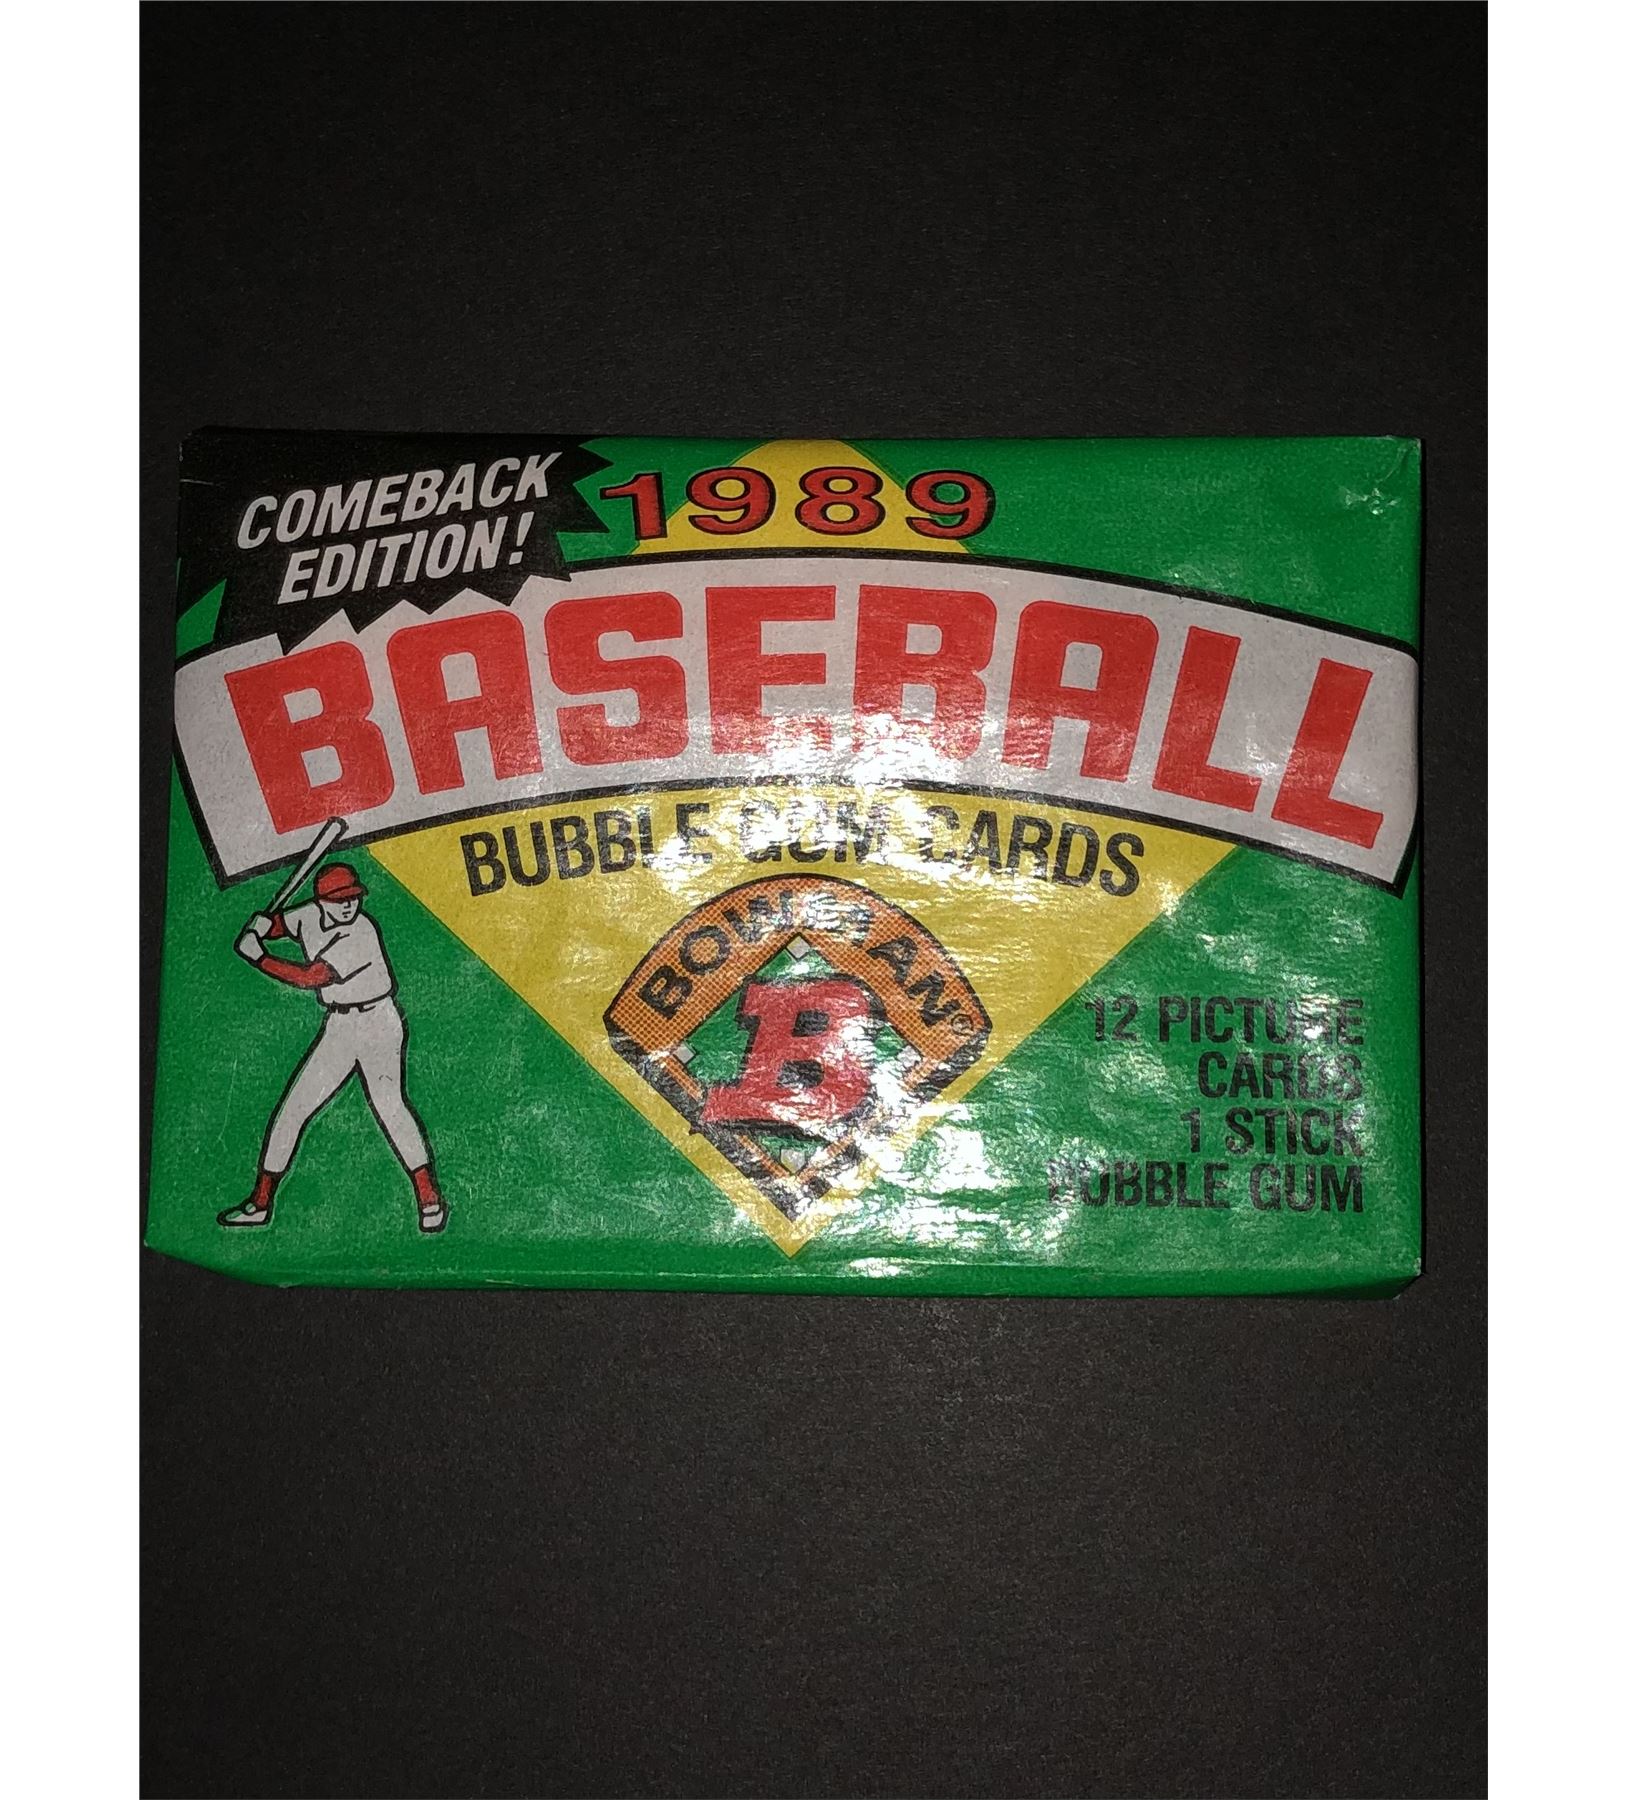 COMEBACK
EDITION!
1989
BASEBALL
BUBBLE GUM CARDS
BOWMAN©
B
12 PICTURE
CARDS
1 STICK
BUBBLE GUM